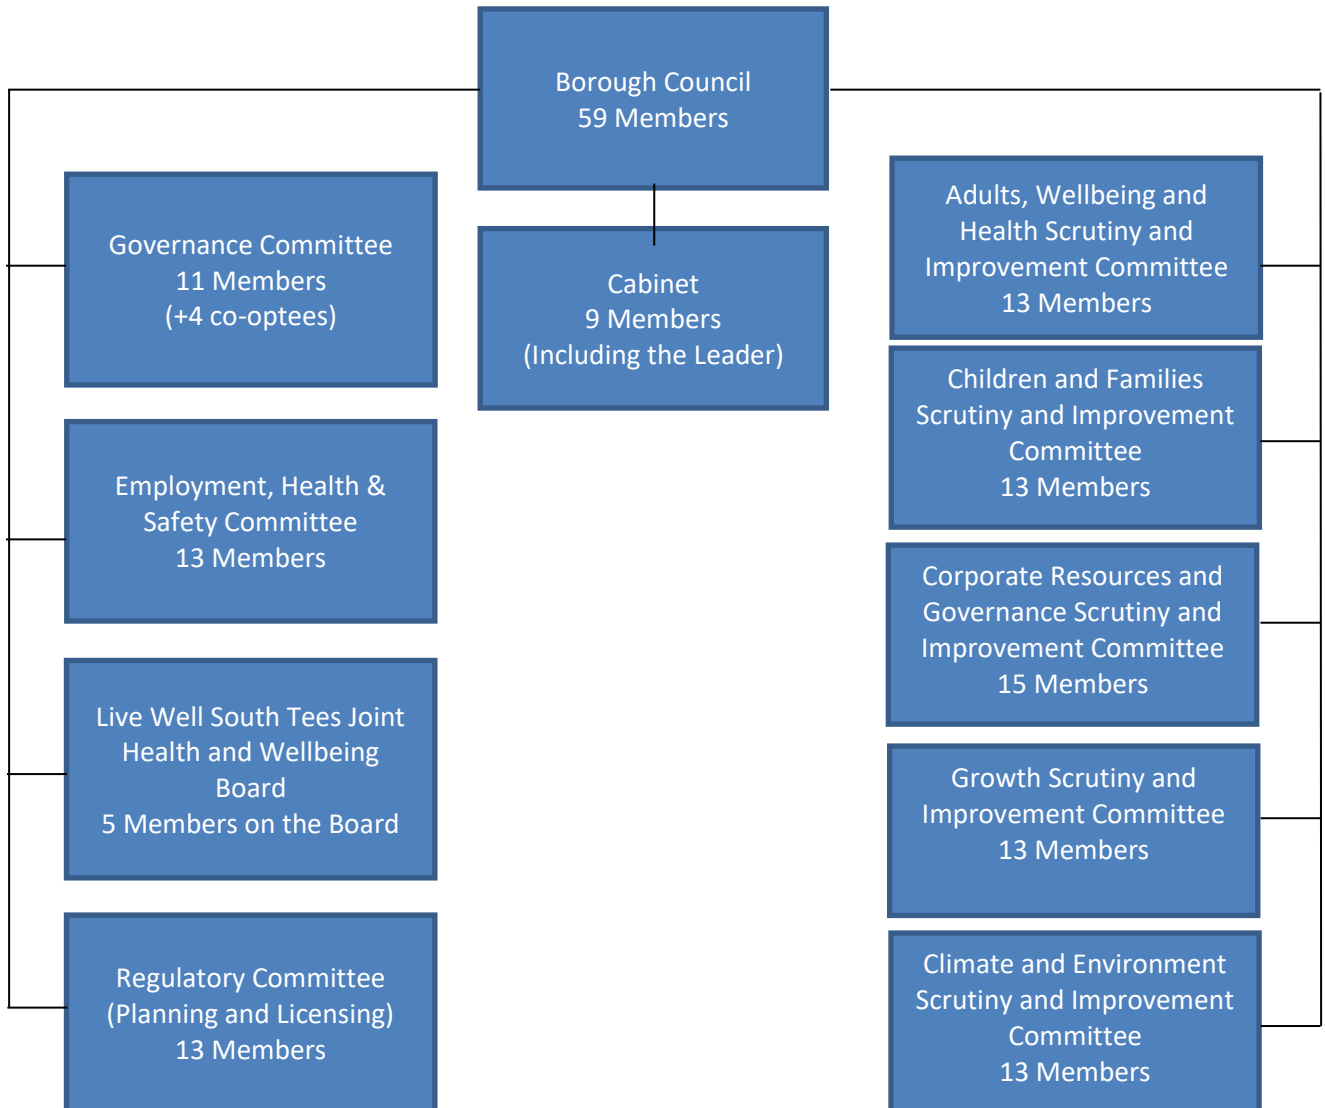 Borough Council
59 Members
Governance Committee
11 Members
(+4 co-optees)
Employment, Health &
Safety Committee
13 Members
Live Well South Tees Joint
Health and Wellbeing
Board
5 Members on the Board
Regulatory Committee
(Planning and Licensing)
13 Members
Cabinet
9 Members
(Including the Leader)
Adults, Wellbeing and
Health Scrutiny and
Improvement Committee
13 Members
Children and Families
Scrutiny and Improvement
Committee
13 Members
Corporate Resources and
Governance Scrutiny and
Improvement Committee
15 Members
Growth Scrutiny and
Improvement Committee
13 Members
Climate and Environment
Scrutiny and Improvement
Committee
13 Members